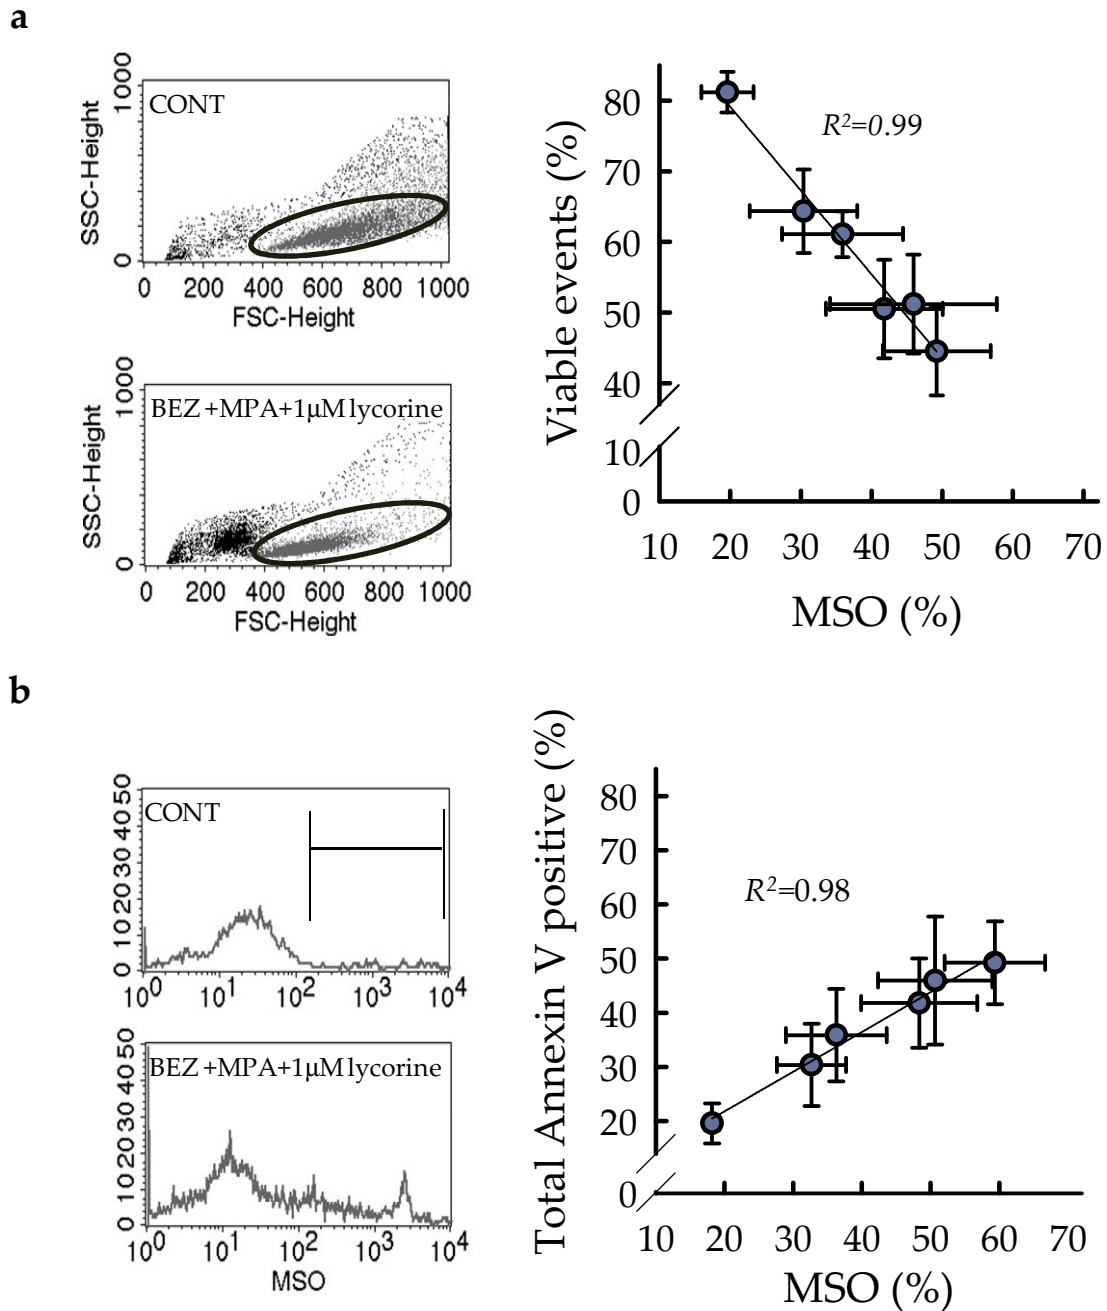 a
1000
0
SSC-Height
CONT
0 200 400 600 800 1000
FSC-Height
1000
0
SSC-Height
BEZ +MPA+1µM lycorine
0 200 400 600 800 1000
FSC-Height
Viable events (%)
80
70
60
50
40
10
0
R²=0.99
10 20 30 40 50 60 70
MSO (%)
b
0 10 20 30 40 50
CONT
10⁰ 10¹ 10² 10³ 10⁴
0 10 20 30 40 50
BEZ +MPA+1µM lycorine
10⁰ 10¹ 10² 10³ 10⁴
MSO
Total Annexin V positive (%)
80
70
60
50
40
30
20
0
R²=0.98
10 20 30 40 50 60 70
MSO (%)